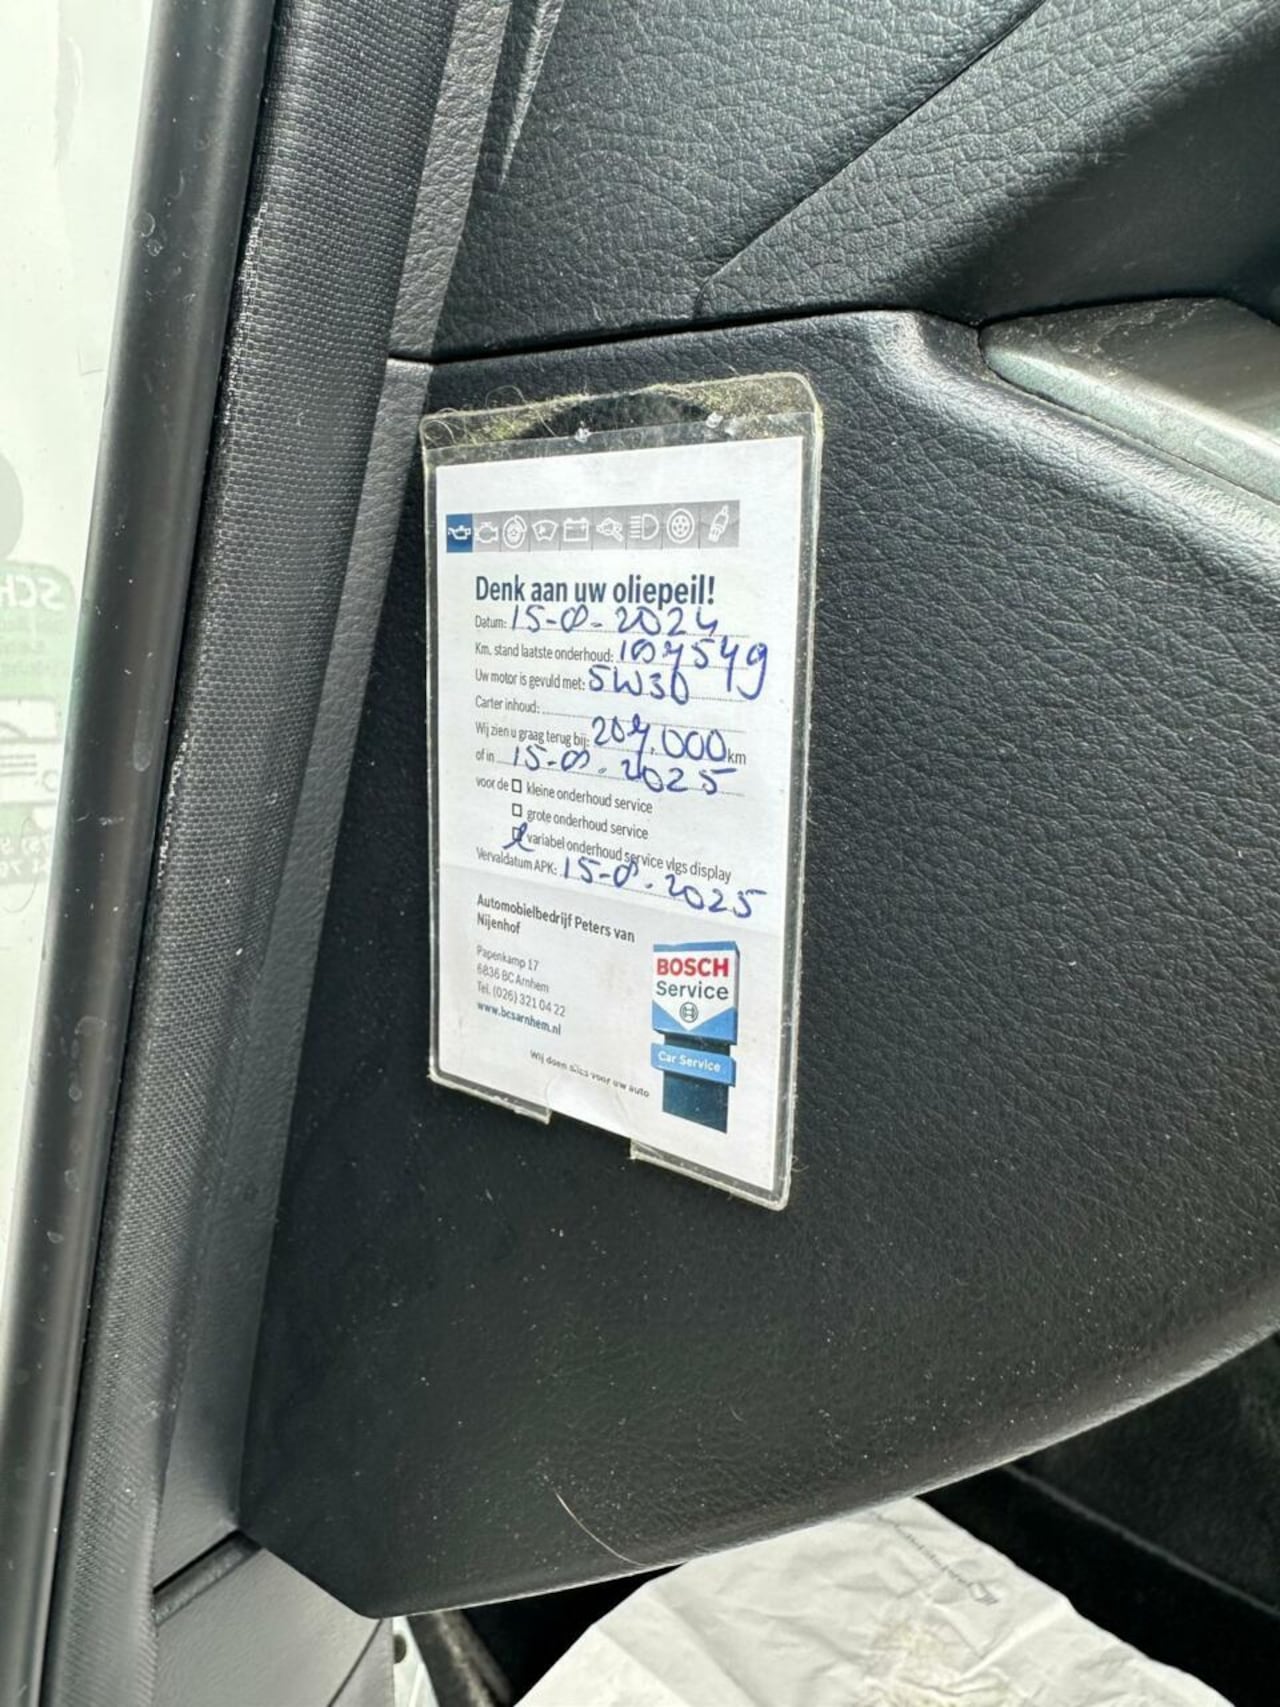 Denk aan uw oliepeil!
Datum: 15-8-2024
Km. stand laatste onderhoud: 187549
Uw motor is gevuld met: 5W30
Carter inhoud:
Wij zien u graag terug bij: 207.000 km
of in 15-8-2025
voor de ☐ kleine onderhoud service
☐ grote onderhoud service
☐ variabel onderhoud service vlgs display
Vervaldatum APK: 15-8-2025
Automobielbedrijf Peters van
Nijenhof
Papenkamp 17
6836 BC Arnhem
Tel. (026) 321 04 22
www.bcsarnhem.nl
Wij doen alles voor uw auto
BOSCH
Service
Car Service